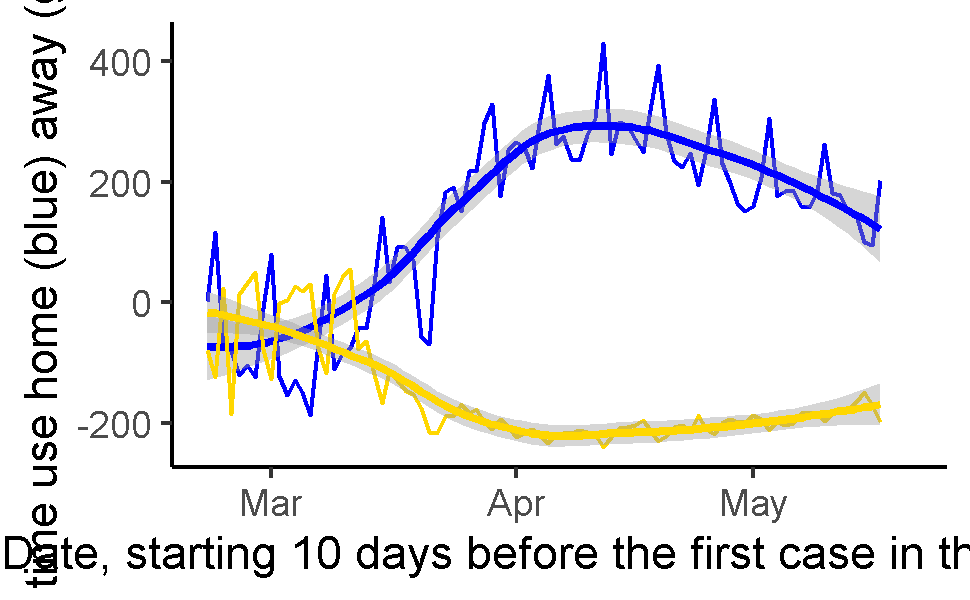 time use home (blue) away (
400
200
0
-200
Mar Apr May
Date, starting 10 days before the first case in th